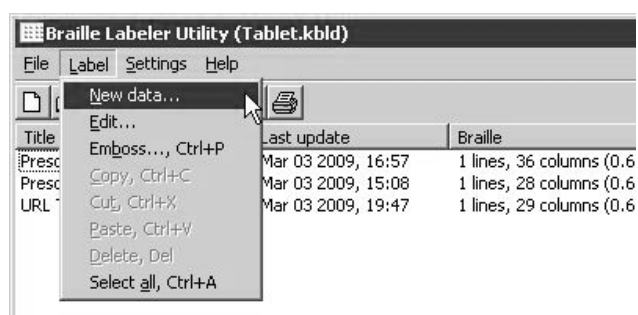 Braille Labeler Utility (Tablet.kbld)
File Label Settings Help
New data...
Edit...
Title Last update Braille
Emboss..., Ctrl+P
Mar 03 2009, 16:57 1 lines, 36 columns (0.6
Copy, Ctrl+C
Mar 03 2009, 15:08 1 lines, 28 columns (0.6
Cut, Ctrl+X
URL Mar 03 2009, 19:47 1 lines, 29 columns (0.6
Paste, Ctrl+V
Delete, Del
Select all, Ctrl+A